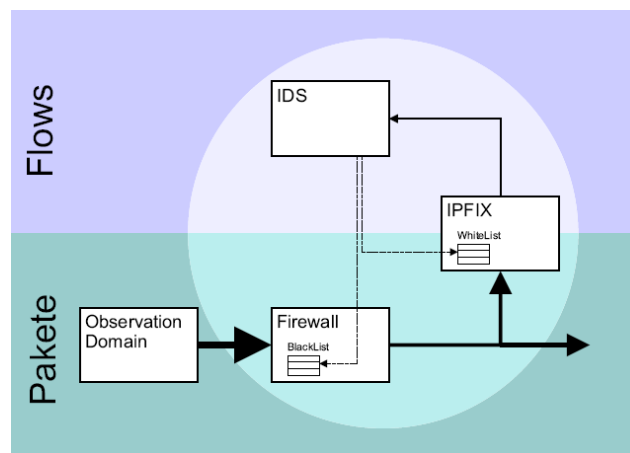 Flows
IDS
IPFIX
WhiteList
Pakete
Observation
Domain
Firewall
BlackList